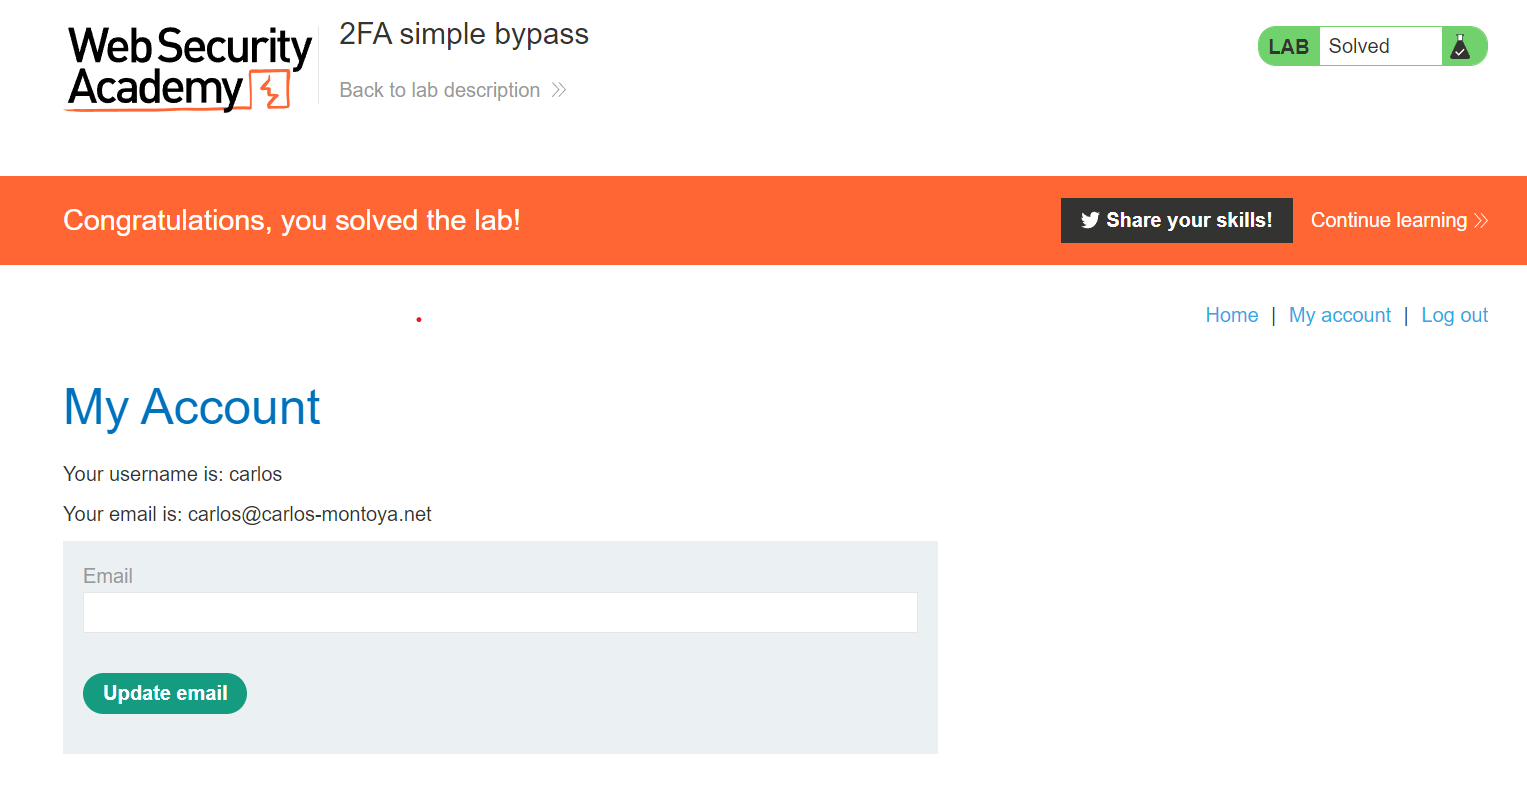 Web Security
Academy
2FA simple bypass
Back to lab description
LAB Solved
Congratulations, you solved the lab!
Share your skills! Continue learning
Home | My account | Log out
My Account
Your username is: carlos
Your email is: carlos@carlos-montoya.net
Email
Update email